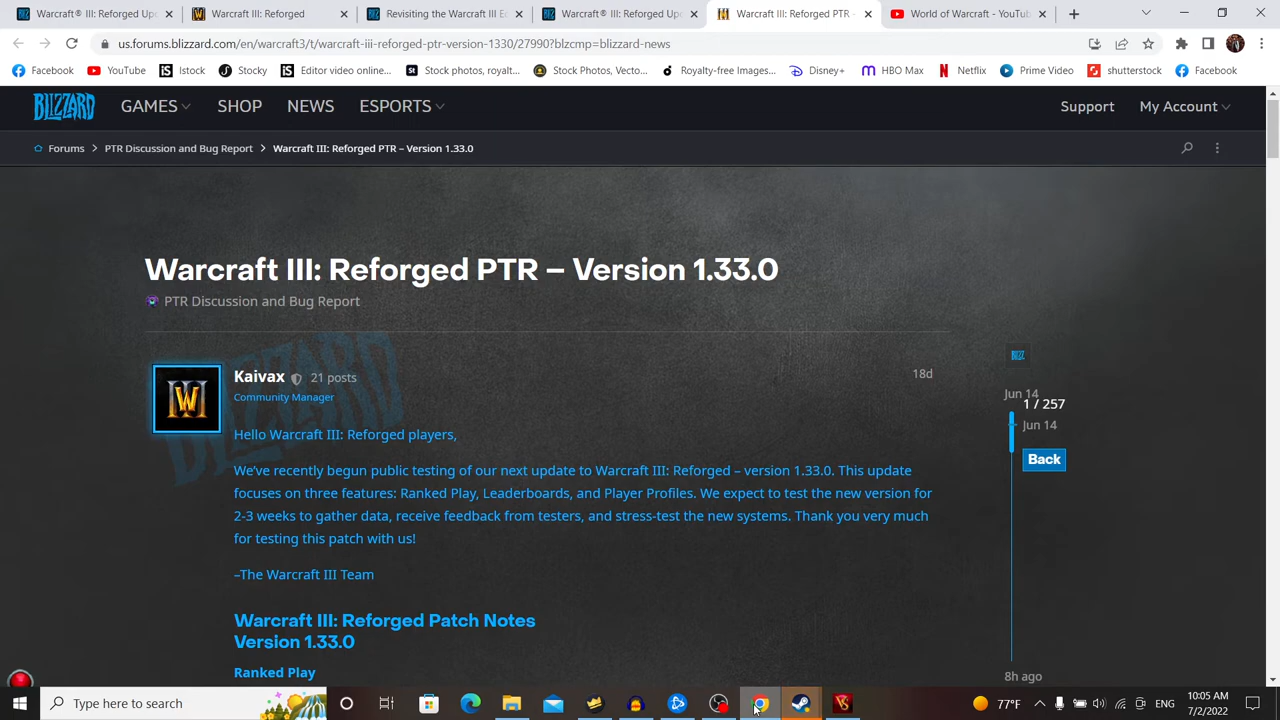 Warcraft® III: Reforged Up
Warcraft III: Reforged
Revisiting the Warcraft III E
Warcraft® III: Reforged Up
Warcraft III: Reforged PTR -
World of Warcraft - YouTub
us.forums.blizzard.com/en/warcraft3/t/warcraft-iii-reforged-ptr-version-1330/27890?blzcmp=blizzard-news
Facebook
YouTube
Istock
Stocky
Editor video online...
Stock photos, royalt...
Stock Photos, Vecto...
Royalty-free Images...
Disney+
HBO Max
Netflix
Prime Video
shutterstock
Facebook
BLIZZARD
GAMES
SHOP
NEWS
ESPORTS
Support
My Account
Forums
PTR Discussion and Bug Report
Warcraft III: Reforged PTR – Version 1.33.0
Warcraft III: Reforged PTR – Version 1.33.0
PTR Discussion and Bug Report
Kaivax
21 posts
18d
Community Manager
Hello Warcraft III: Reforged players,
We've recently begun public testing of our next update to Warcraft III: Reforged – version 1.33.0. This update
focuses on three features: Ranked Play, Leaderboards, and Player Profiles. We expect to test the new version for
2-3 weeks to gather data, receive feedback from testers, and stress-test the new systems. Thank you very much
for testing this patch with us!
–The Warcraft III Team
Warcraft III: Reforged Patch Notes
Version 1.33.0
Ranked Play
Jun 14
1 / 257
Jun 14
Back
8h ago
Type here to search
77°F
ENG
10:05 AM
7/2/2022